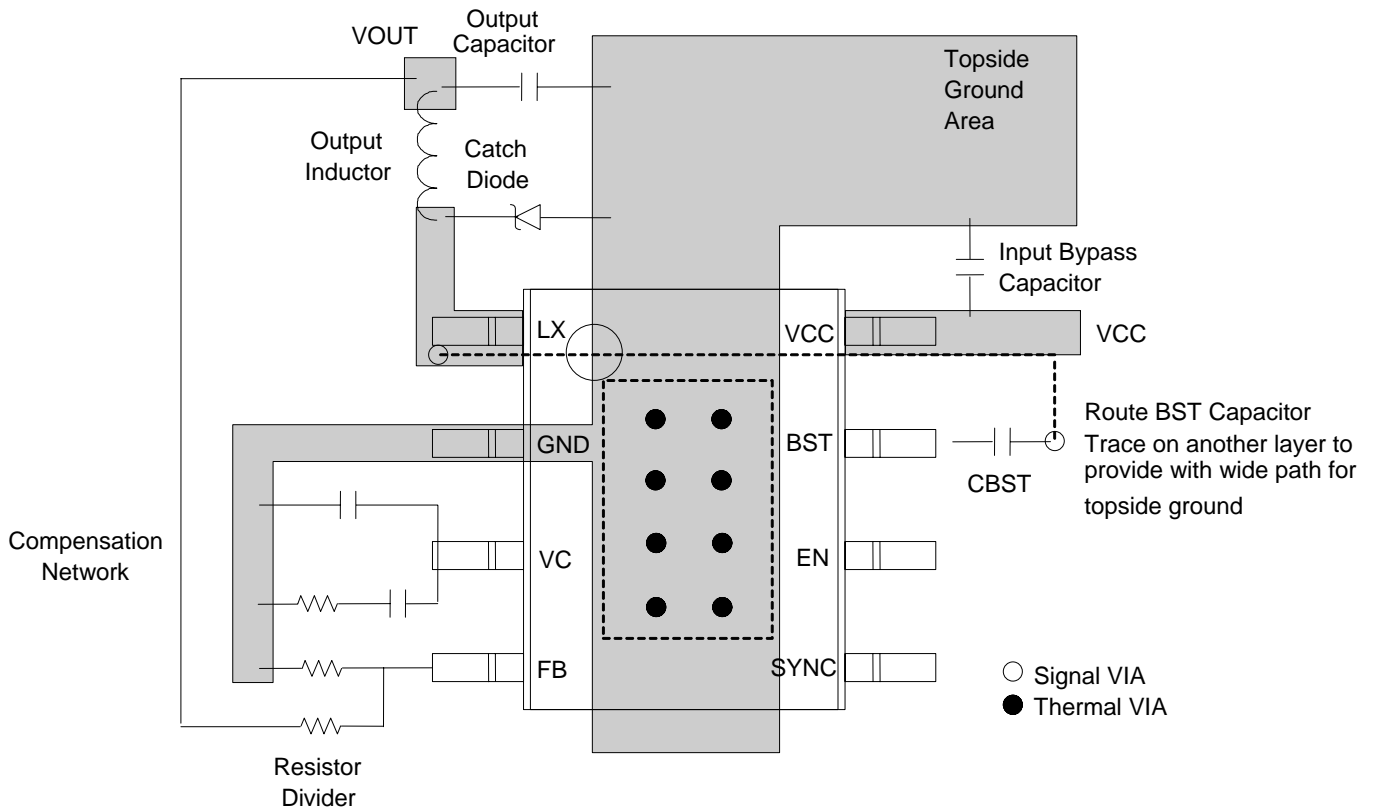 VOUT
Output
Capacitor
Topside
Ground
Area
Output
Inductor
Catch
Diode
Input Bypass
Capacitor
LX
VCC
VCC
GND
BST
CBST
Route BST Capacitor
Trace on another layer to
provide with wide path for
topside ground
Compensation
Network
VC
EN
FB
SYNC
Signal VIA
Thermal VIA
Resistor
Divider